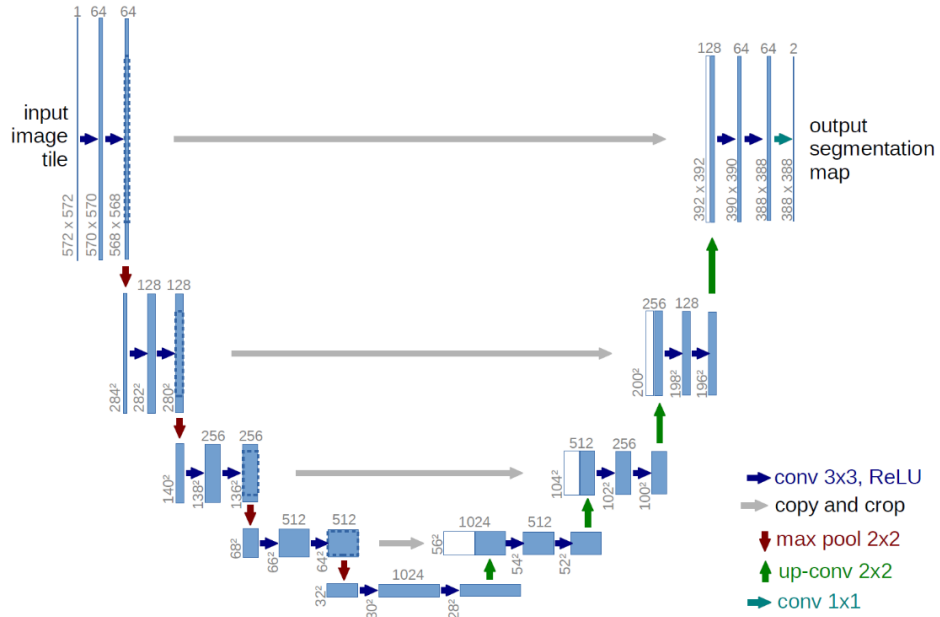 1 64 64
128 64 64 2
input
image
tile
output
segmentation
map
572 x 572
570 x 570
568 x 568
392 x 392
390 x 390
388 x 388
388 x 388
128 128
256 128
284²
282²
280²
200²
198²
196²
256 256
512 256
140²
138²
136²
104²
102²
100²
512 512
1024 512
68²
66²
64²
56²
54²
52²
1024
32²
30²
28²
conv 3x3, ReLU
copy and crop
max pool 2x2
up-conv 2x2
conv 1x1